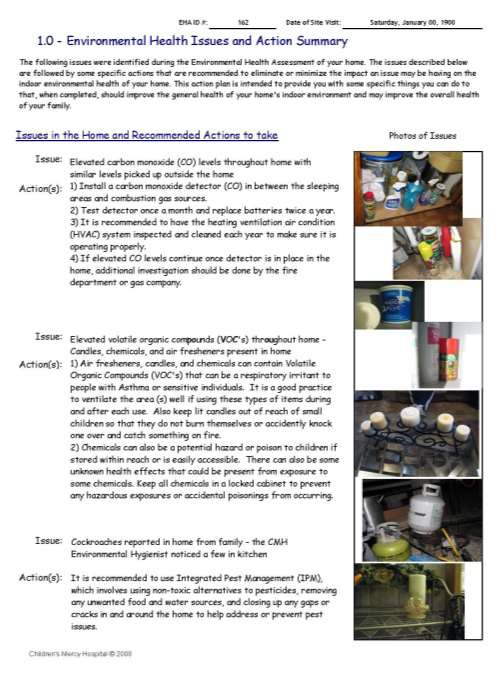 EHA ID #: 162 Date of Site Visit: Saturday, January 00, 1900
1.0 - Environmental Health Issues and Action Summary
The following issues were identified during the Environmental Health Assessment of your home. The issues described below
are followed by some specific actions that are recommended to eliminate or minimize the impact an issue may be having on the
indoor environmental health of your home. This action plan is intended to provide you with some specific things you can do to
that, when completed, should improve the general health of your home's indoor environment and may improve the overall health
of your family.
Issues in the Home and Recommended Actions to take Photos of Issues
Issue: Elevated carbon monoxide (CO) levels throughout home with
similar levels picked up outside the home
Action(s): 1) Install a carbon monoxide detector (CO) in between the sleeping
areas and combustion gas sources.
2) Test detector once a month and replace batteries twice a year.
3) It is recommended to have the heating ventilation air condition
(HVAC) system inspected and cleaned each year to make sure it is
operating properly.
4) If elevated CO levels continue once detector is in place in the
home, additional investigation should be done by the fire
department or gas company.
Issue: Elevated volatile organic compounds (VOC's) throughout home -
Candles, chemicals, and air fresheners present in home
Action(s): 1) Air fresheners, candles, and chemicals can contain Volatile
Organic Compounds (VOC's) that can be a respiratory irritant to
people with Asthma or sensitive individuals. It is a good practice
to ventilate the area (s) well if using these types of items during
and after each use. Also keep lit candles out of reach of small
children so that they do not burn themselves or accidently knock
one over and catch something on fire.
2) Chemicals can also be a potential hazard or poison to children if
stored within reach or is easily accessible. There can also be some
unknown health effects that could be present from exposure to
some chemicals. Keep all chemicals in a locked cabinet to prevent
any hazardous exposures or accidental poisonings from occurring.
Issue: Cockroaches reported in home from family - the CMH
Environmental Hygienist noticed a few in kitchen
Action(s): It is recommended to use Integrated Pest Management (IPM),
which involves using non-toxic alternatives to pesticides, removing
any unwanted food and water sources, and closing up any gaps or
cracks in and around the home to help address or prevent pest
issues.
Children's Mercy Hospital © 2008